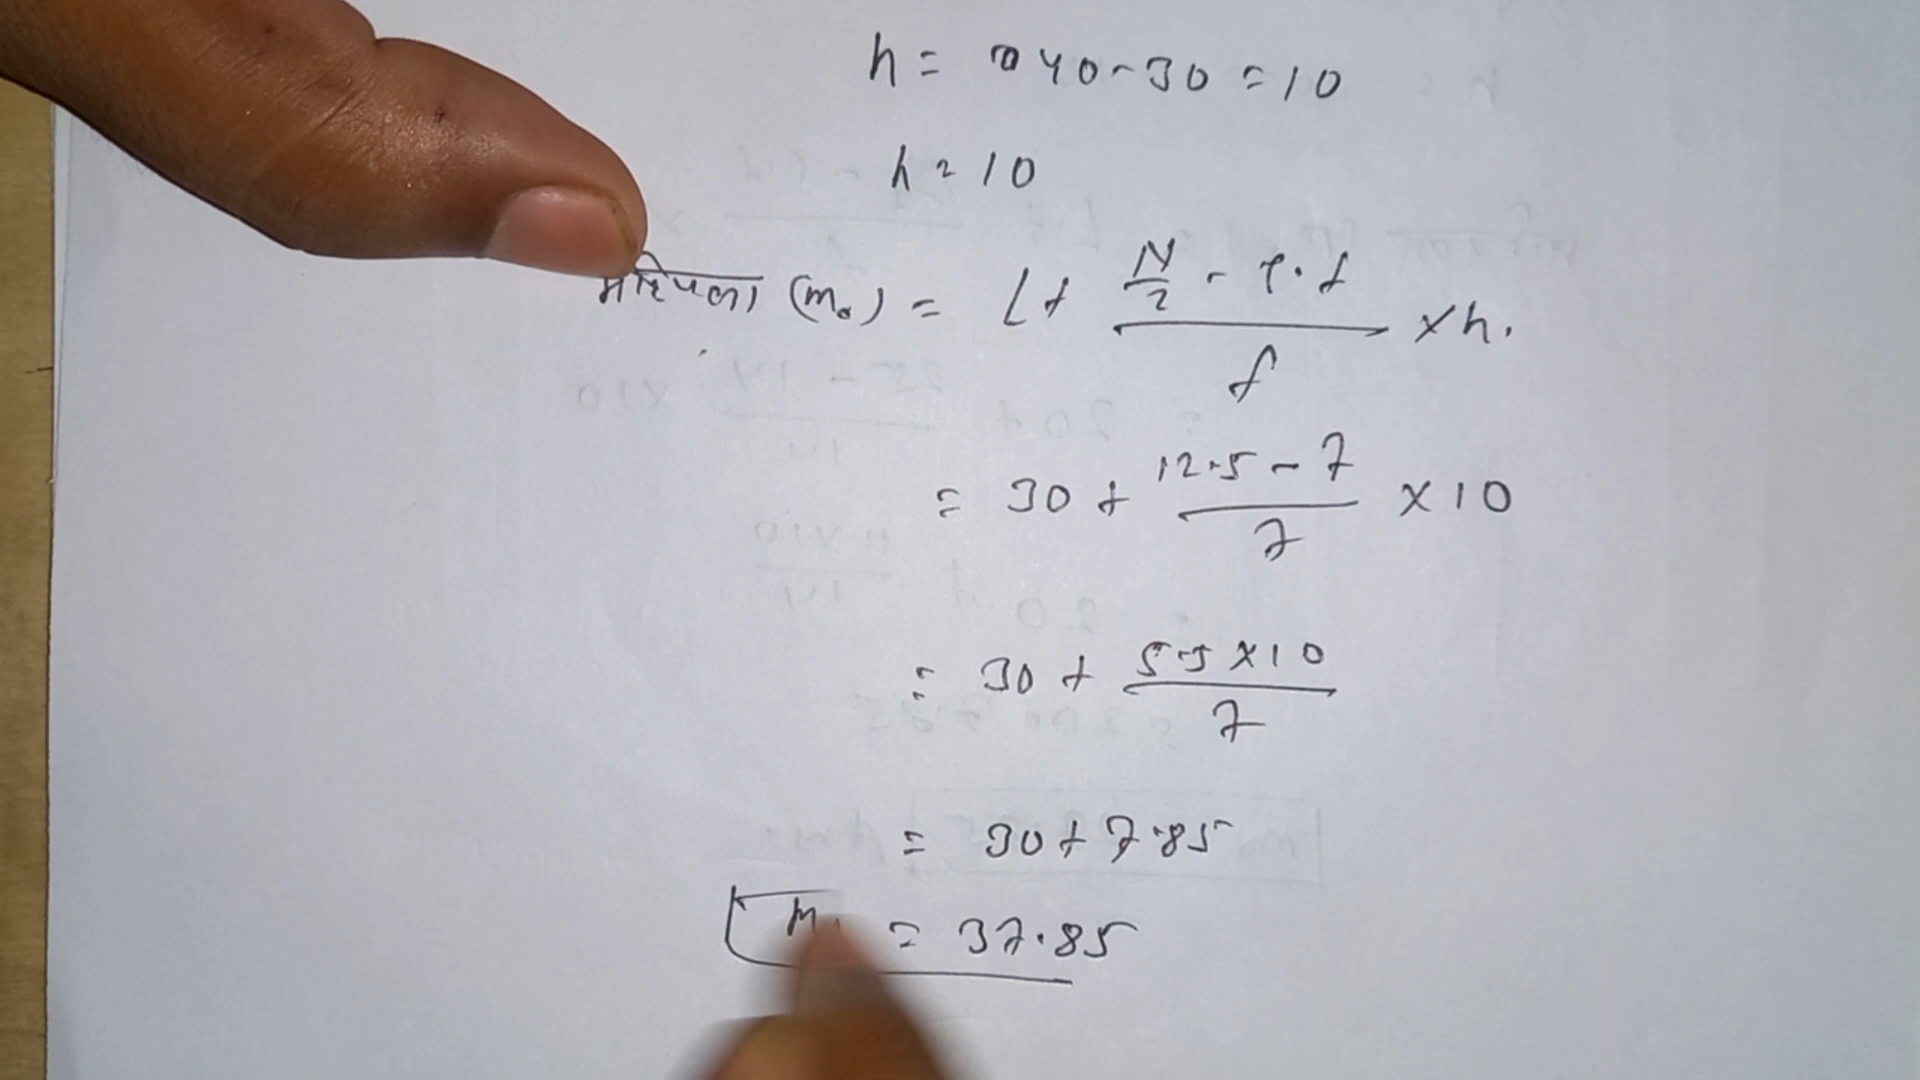 h = 40-30 = 10
h = 10
माध्यिका (m₀) = L + (N/2 - c.f)/f × h.
= 30 + (12.5 - 7)/7 × 10
= 30 + (5.5 × 10)/7
= 30 + 7.85
= 37.85